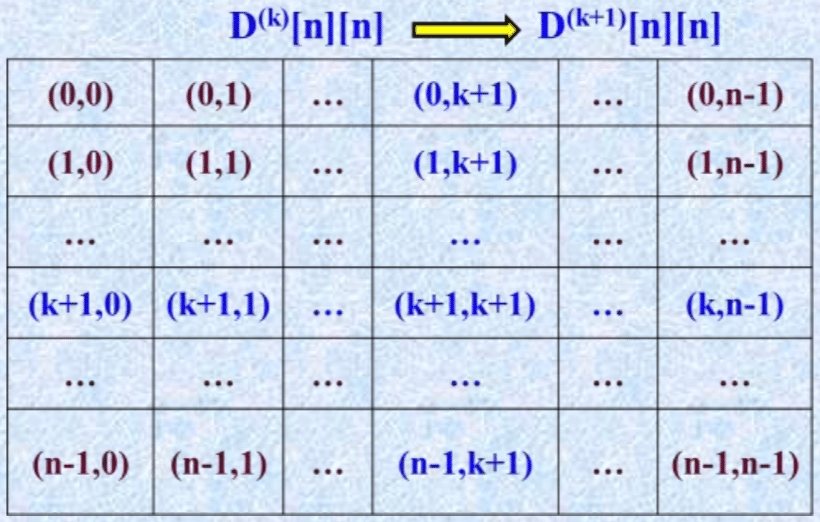 D(k)[n][n] D(k+1)[n][n]
(0,0) (0,1) … (0,k+1) … (0,n-1)
(1,0) (1,1) … (1,k+1) … (1,n-1)
… … … … … …
(k+1,0) (k+1,1) … (k+1,k+1) … (k,n-1)
… … … … … …
(n-1,0) (n-1,1) … (n-1,k+1) … (n-1,n-1)